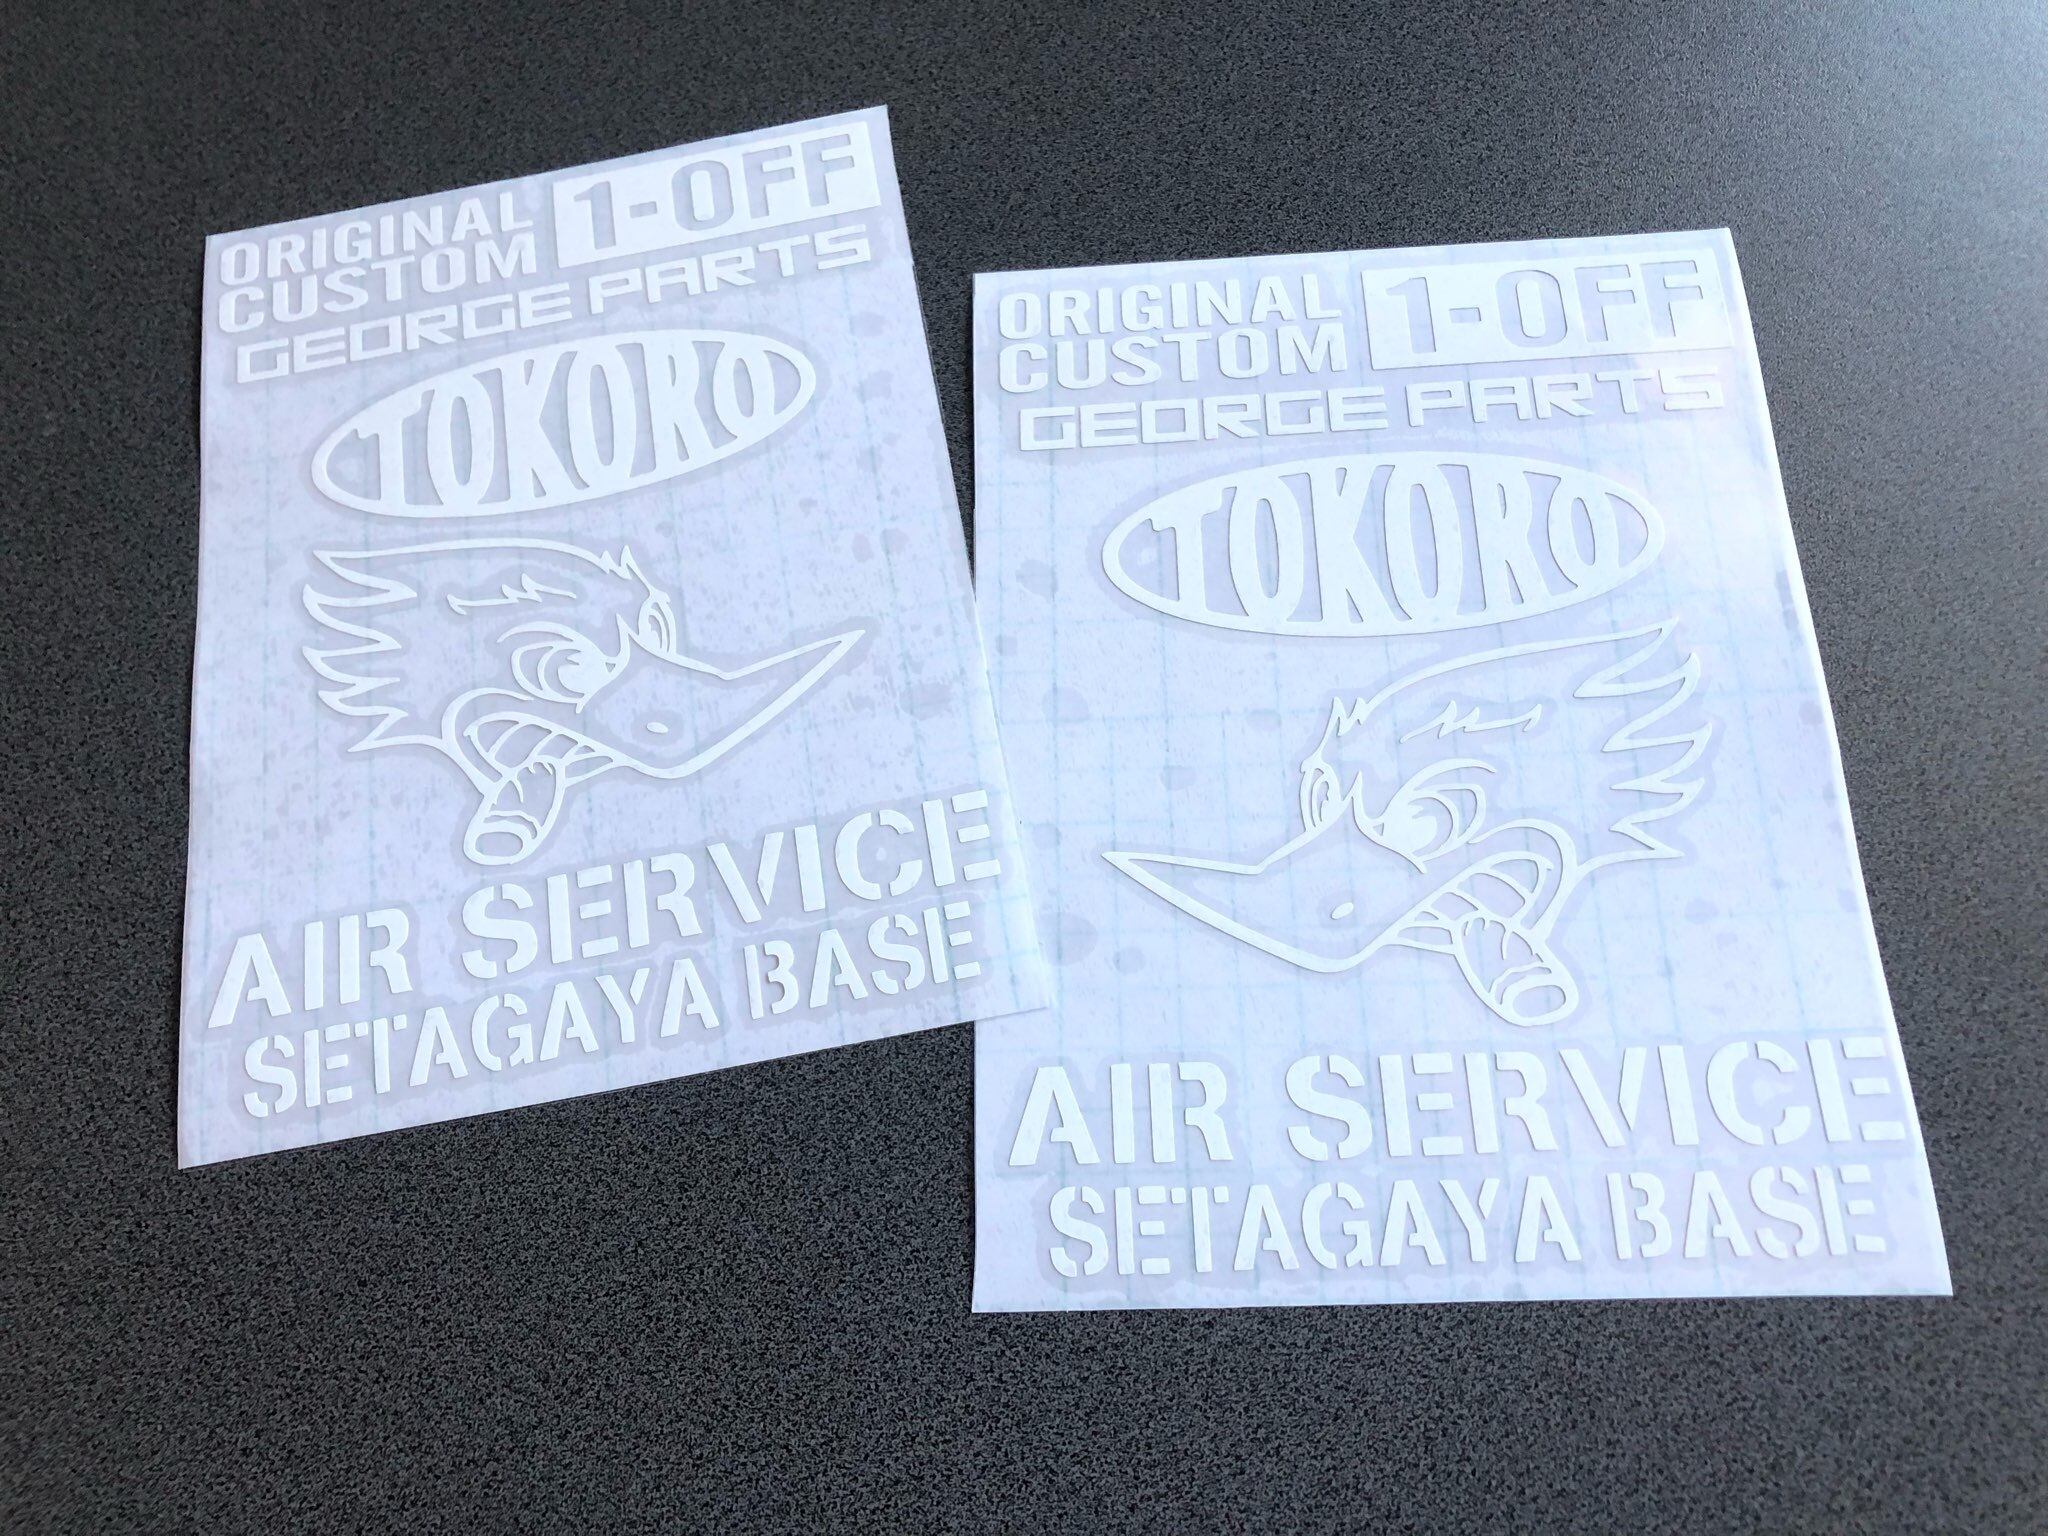 ORIGINAL
CUSTOM
1-OFF
GEORGE PARTS
TOKORO
AIR SERVICE
SETAGAYA BASE
ORIGINAL
CUSTOM
1-OFF
GEORGE PARTS
TOKORO
AIR SERVICE
SETAGAYA BASE